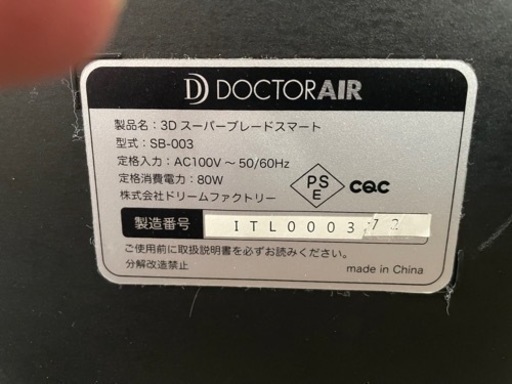 DOCTORAIR
製品名：3Dスーパーブレードスマート
型式：SB-003
定格入力：AC100V～50/60Hz
定格消費電力：80W
株式会社ドリームファクトリー
PS
E
CQC
製造番号 ITL0003772
ご使用前に取扱説明書を必ずお読みください。
分解改造禁止
made in China